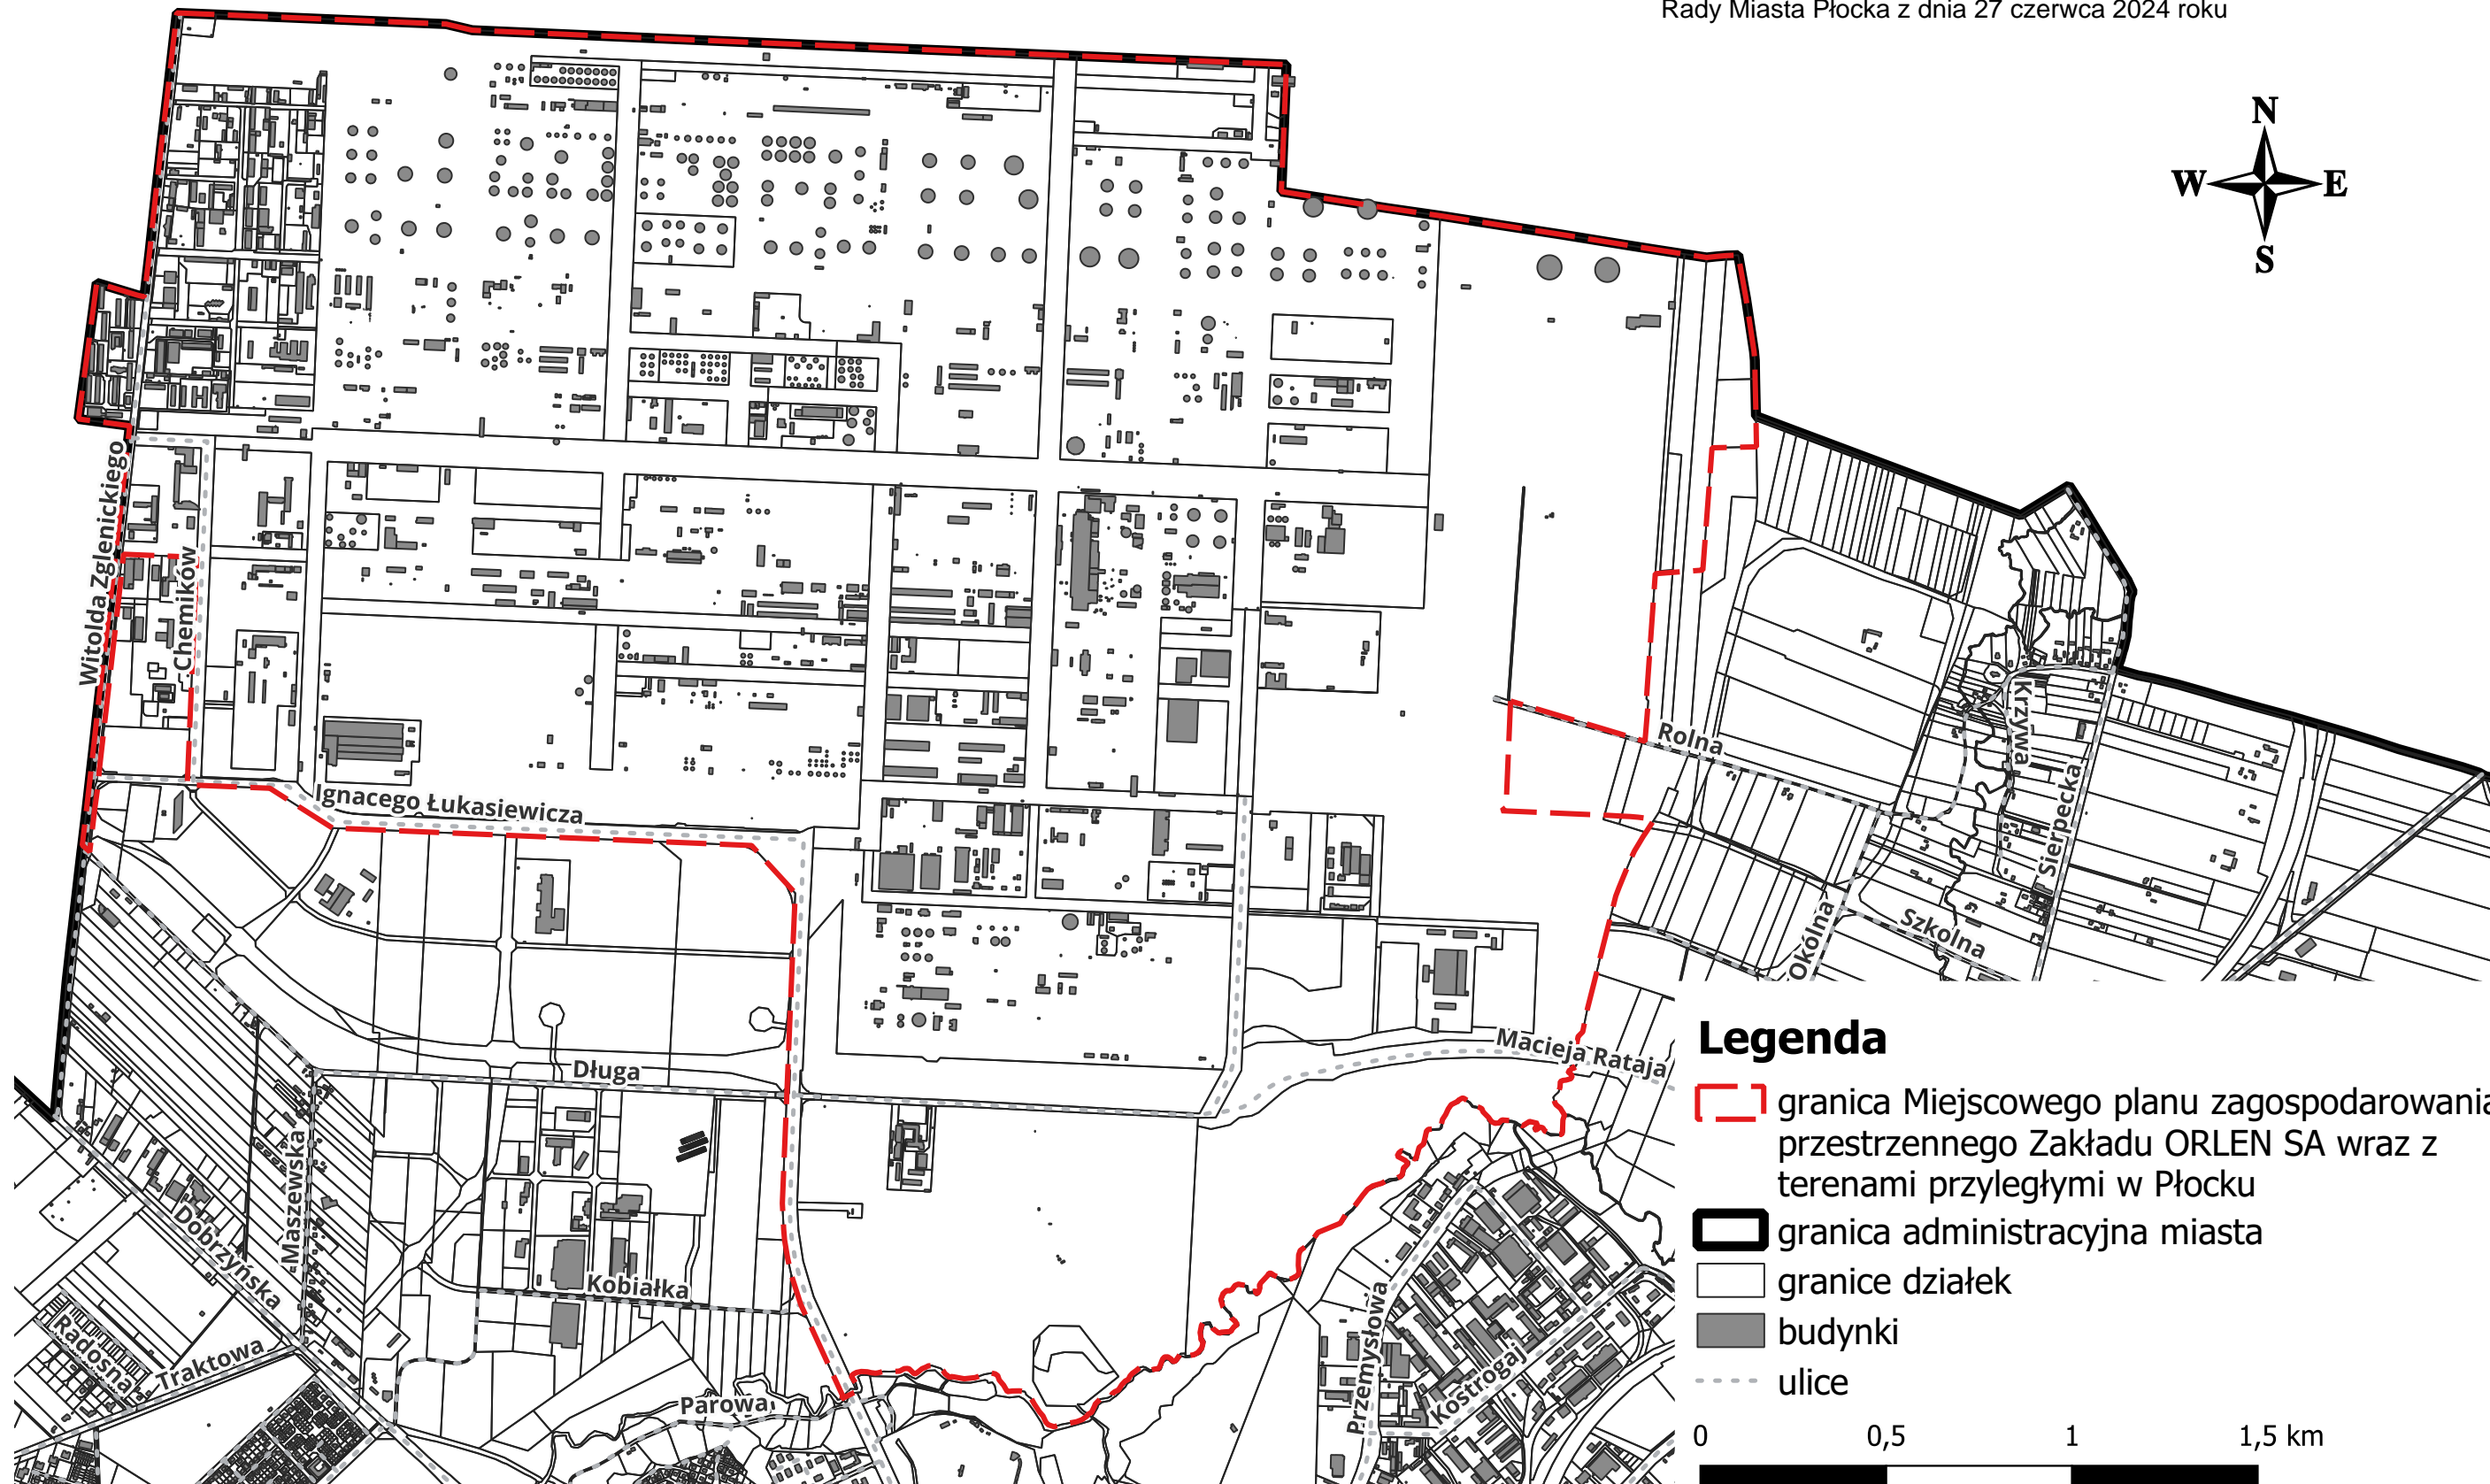 Rady Miasta Płocka z dnia 27 czerwca 2024 roku
N
W E
S
Witolda Zglenickiego
Chemików
Ignacego Łukasiewicza
Rolna
Krzywa
Sierpecka
Okólna
Szkolna
Macieja Rataja
Długa
Maszewska
Dobrzyńska
Kobiałka
Radosna
Traktowa
Parowa
Przemysłowa
Kostrogaj
Legenda
granica Miejscowego planu zagospodarowania
przestrzennego Zakładu ORLEN SA wraz z
terenami przyległymi w Płocku
granica administracyjna miasta
granice działek
budynki
ulice
0 0,5 1 1,5 km